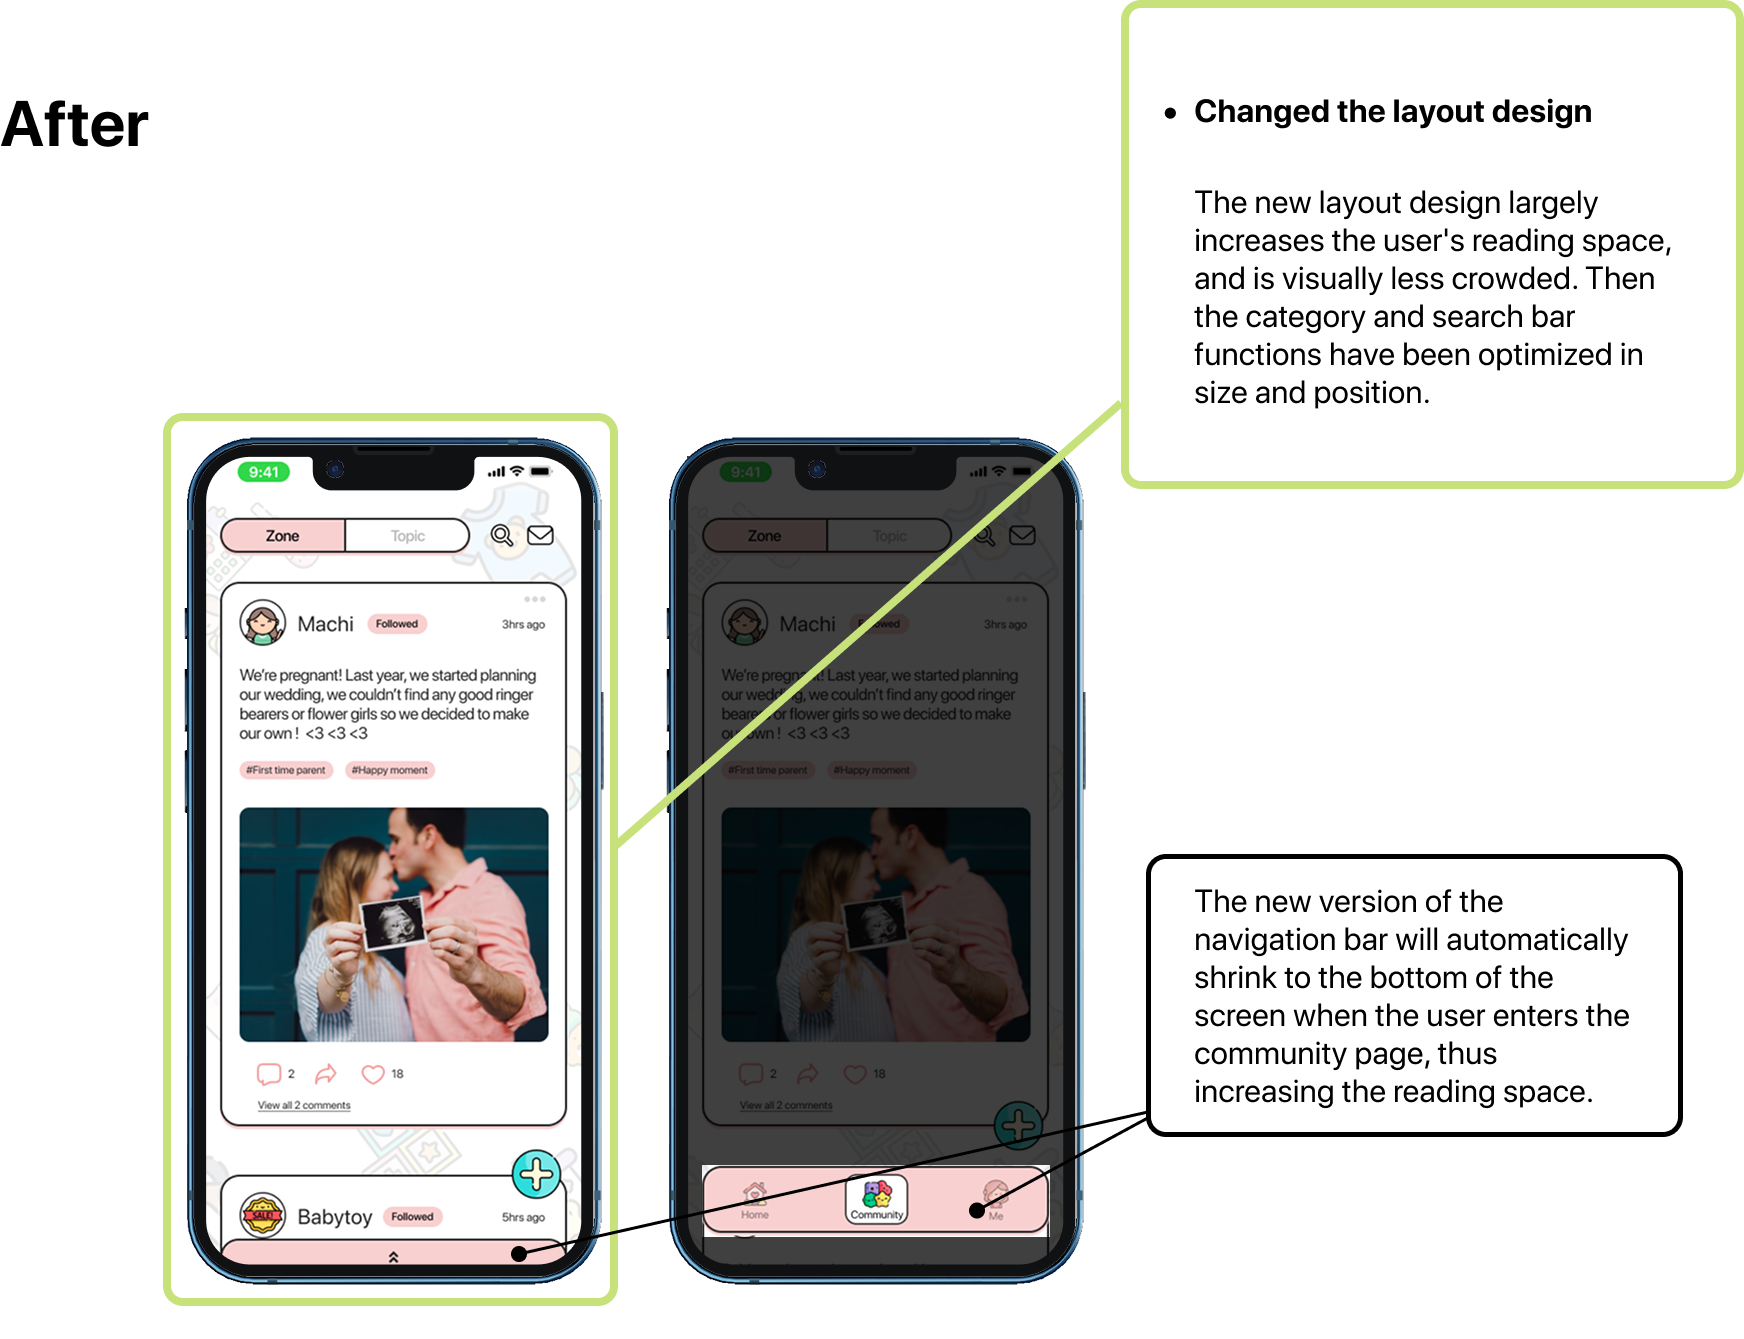 After
• Changed the layout design
The new layout design largely
increases the user's reading space,
and is visually less crowded. Then
the category and search bar
functions have been optimized in
size and position.
9:41
Zone
Topic
Machi
Followed
3hrs ago
We're pregnant! Last year, we started planning
our wedding, we couldn't find any good ringer
bearers or flower girls so we decided to make
our own ! <3 <3 <3
#First time parent
#Happy moment
2
18
View all 2 comments
SALE!
Babytoy
Followed
5hrs ago
9:41
Zone
Topic
Machi
Followed
3hrs ago
We're pregnant! Last year, we started planning
our wedding, we couldn't find any good ringer
bearers or flower girls so we decided to make
our own ! <3 <3 <3
#First time parent
#Happy moment
2
18
View all 2 comments
Home
Community
Me
The new version of the
navigation bar will automatically
shrink to the bottom of the
screen when the user enters the
community page, thus
increasing the reading space.